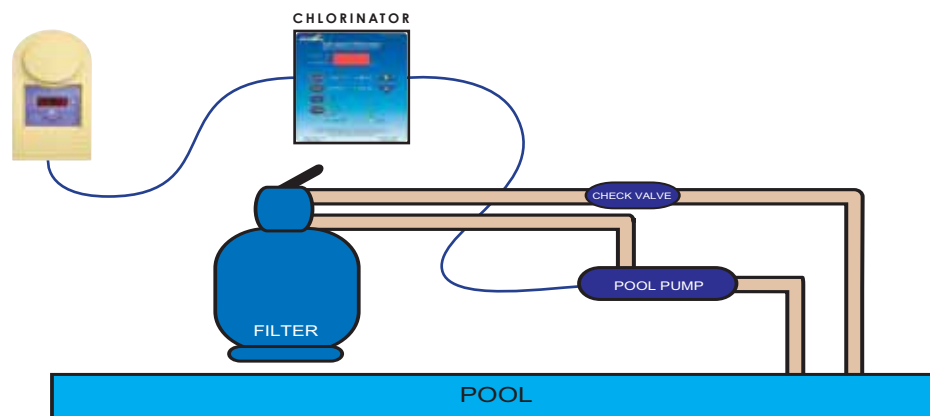 CHLORINATOR
CHECK VALVE
POOL PUMP
FILTER
POOL